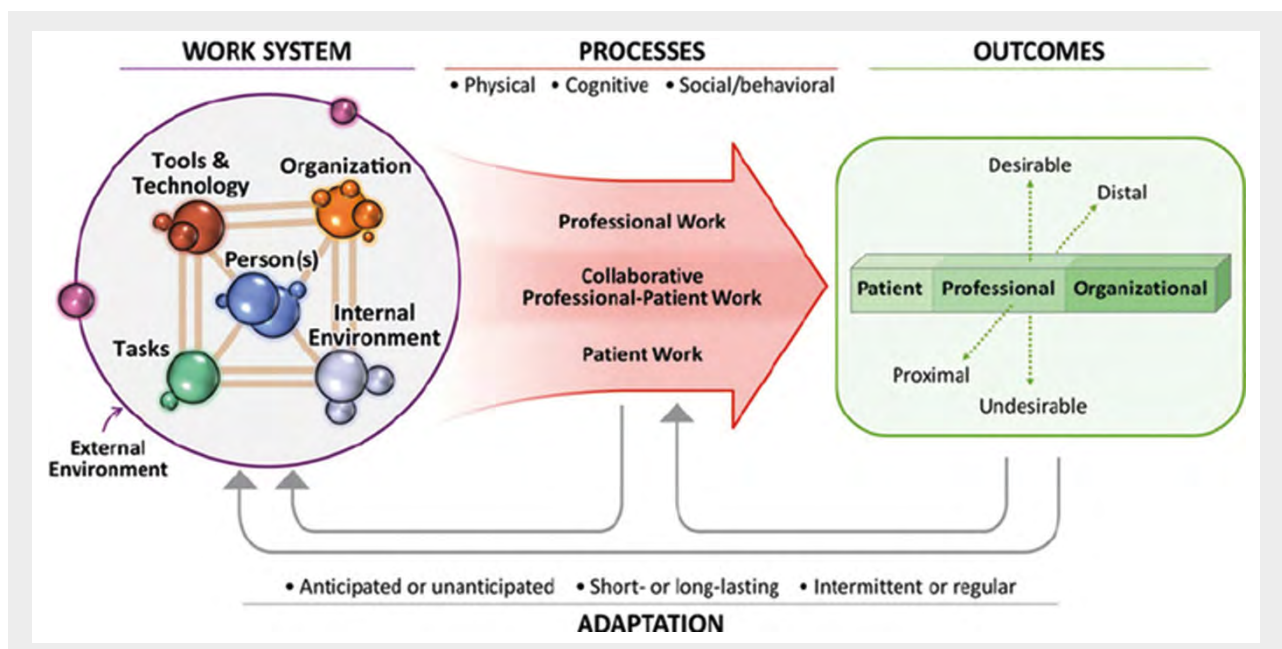 WORK SYSTEM
PROCESSES
• Physical • Cognitive • Social/behavioral
OUTCOMES
Tools &
Technology
Organization
Person(s)
Internal
Environment
Tasks
External
Environment
Professional Work
Collaborative
Professional-Patient Work
Patient Work
Desirable
Distal
Patient Professional Organizational
Proximal
Undesirable
• Anticipated or unanticipated • Short- or long-lasting • Intermittent or regular
ADAPTATION